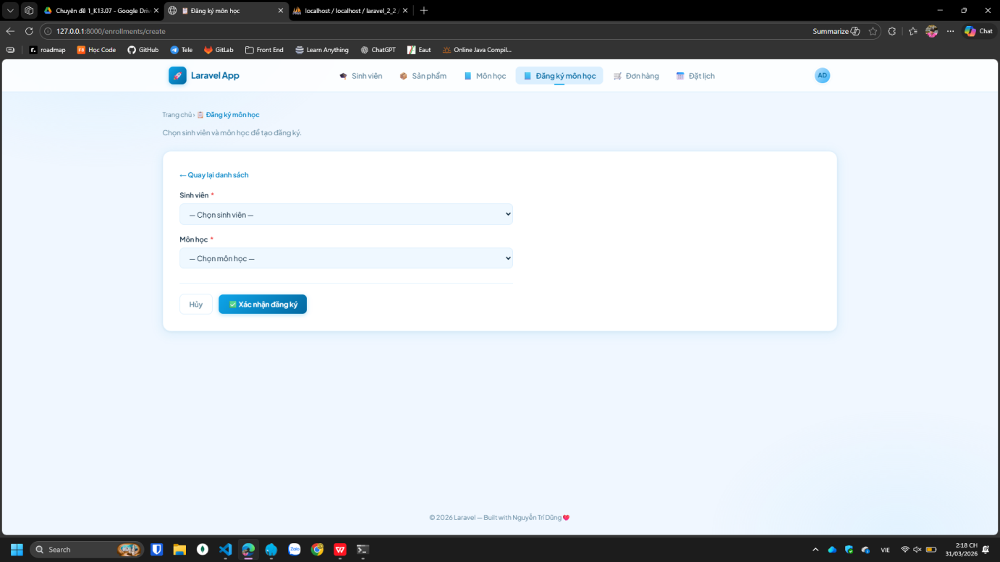 Chuyên đề 1_K13.07 - Google Driv
Đăng ký môn học
localhost / localhost / laravel_2_2 /
127.0.0.1:8000/enrollments/create
Summarize
Chat
roadmap
Học Code
GitHub
Tele
GitLab
Front End
Learn Anything
ChatGPT
Eaut
Online Java Compil...
Laravel App
Sinh viên
Sản phẩm
Môn học
Đăng ký môn học
Đơn hàng
Đặt lịch
AD
Trang chủ › Đăng ký môn học
Chọn sinh viên và môn học để tạo đăng ký.
← Quay lại danh sách
Sinh viên *
— Chọn sinh viên —
Môn học *
— Chọn môn học —
Hủy
Xác nhận đăng ký
© 2026 Laravel — Built with Nguyễn Trí Dũng
Search
Zalo
VIE
2:18 CH
31/03/2026